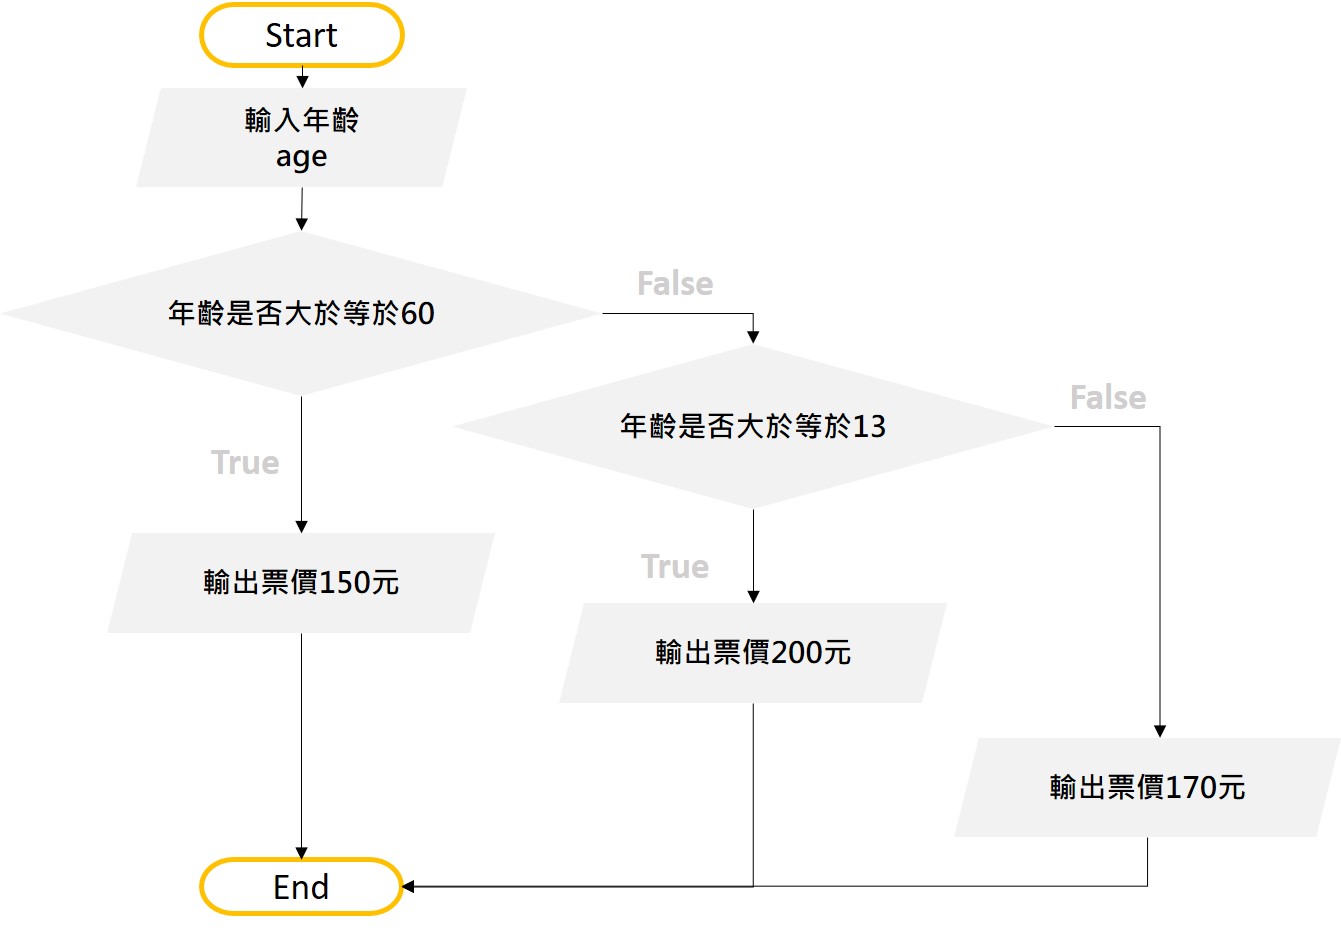 Start
輸入年齡
age
年齡是否大於等於60
False
年齡是否大於等於13
False
True
輸出票價150元
True
輸出票價200元
輸出票價170元
End